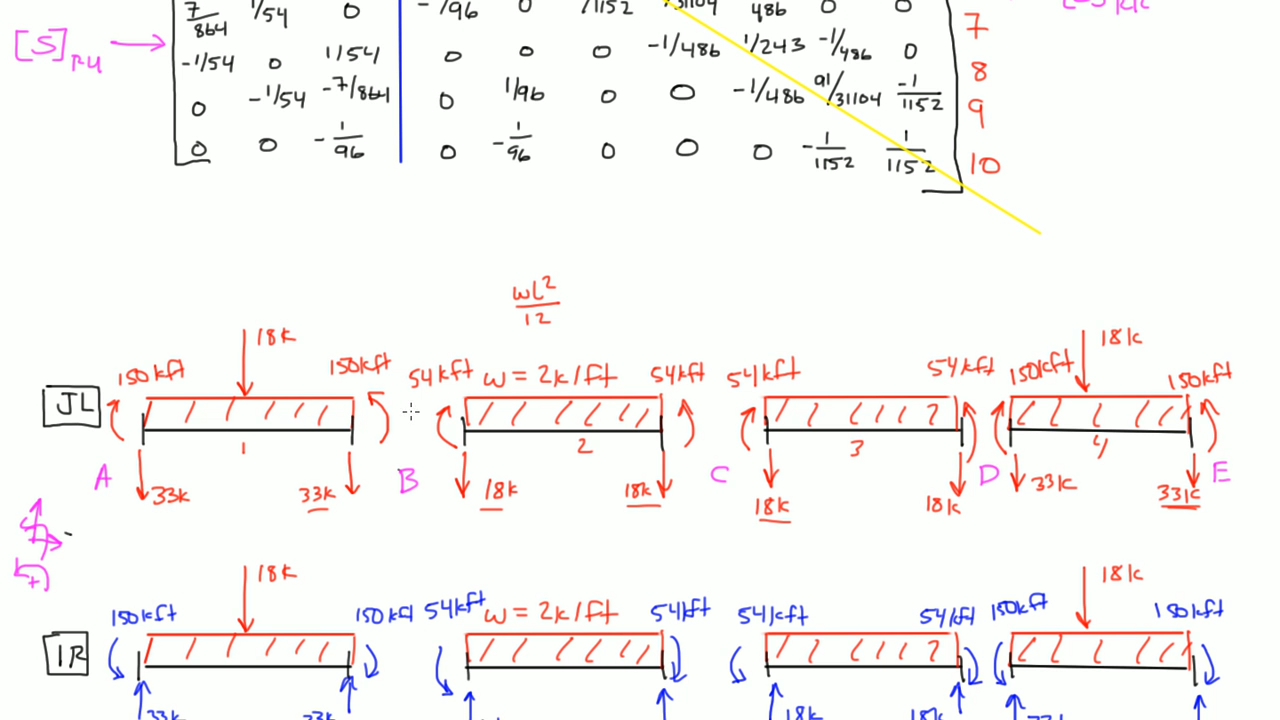 7/864 1/54 0 -1/96 0 1/1152 486 0 0 7
[S]Ru -1/54 0 1/54 0 0 0 -1/486 1/243 -1/486 0 8
0 -1/54 -7/864 0 1/96 0 0 -1/486 91/31104 -1/1152 9
0 0 -1/96 0 -1/96 0 0 0 -1/1152 1/1152 10
wL²/12
18k 18k
150kft 150kft 54kft w = 2k/ft 54kft 54kft 54kft 150kft 150kft
JL
1 2 3 4
A B C D E
33k 33k 18k 18k 18k 18k 33k 33k
18k 18k
150kft 150kft 54kft w = 2k/ft 54kft 54kft 54kft 150kft 150kft
33k 33k 18k 18k